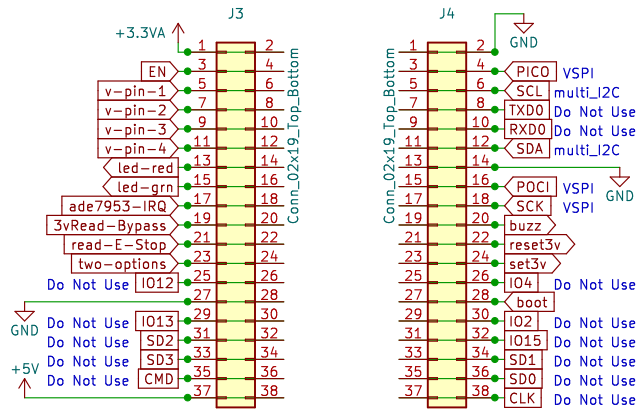 J3 J4
+3.3VA
GND
1 2 1 2
EN 3 4 3 4 PICO VSPI
v-pin-1 5 6 5 6 SCL multi_I2C
v-pin-2 7 8 7 8 TXD0 Do Not Use
v-pin-3 9 10 9 10 RXD0 Do Not Use
v-pin-4 11 12 11 12 SDA multi_I2C
led-red 13 14 13 14
GND
led-grn 15 16 15 16 POCI VSPI
ade7953-IRQ 17 18 17 18 SCK VSPI
3vRead-Bypass 19 20 19 20 buzz
read-E-Stop 21 22 21 22 reset3v
two-options 23 24 23 24 set3v
Do Not Use IO12 25 26 25 26 IO4 Do Not Use
27 28 27 28 boot
GND
Do Not Use IO13 29 30 29 30 IO2 Do Not Use
Do Not Use SD2 31 32 31 32 IO15 Do Not Use
Do Not Use SD3 33 34 33 34 SD1 Do Not Use
+5V
Do Not Use CMD 35 36 35 36 SD0 Do Not Use
37 38 37 38 CLK Do Not Use
Conn_02x19_Top_Bottom
Conn_02x19_Top_Bottom